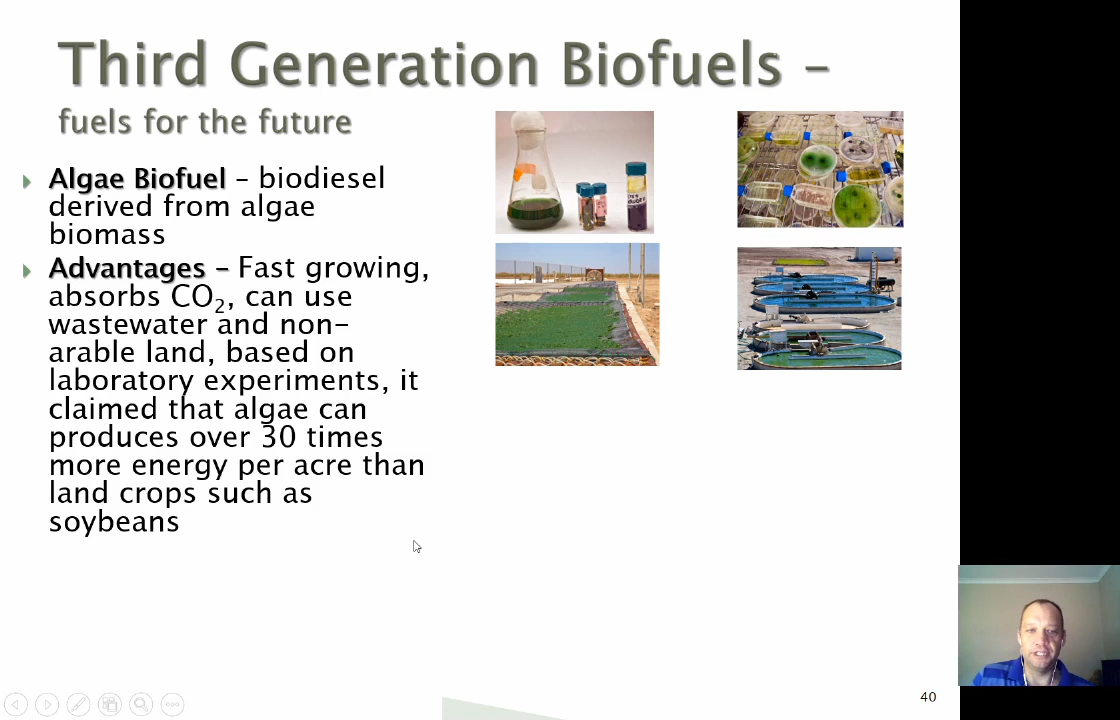 Third Generation Biofuels –
fuels for the future
Algae Biofuel – biodiesel
derived from algae
biomass
Advantages – Fast growing,
absorbs CO₂, can use
wastewater and non-
arable land, based on
laboratory experiments, it
claimed that algae can
produces over 30 times
more energy per acre than
land crops such as
soybeans
40